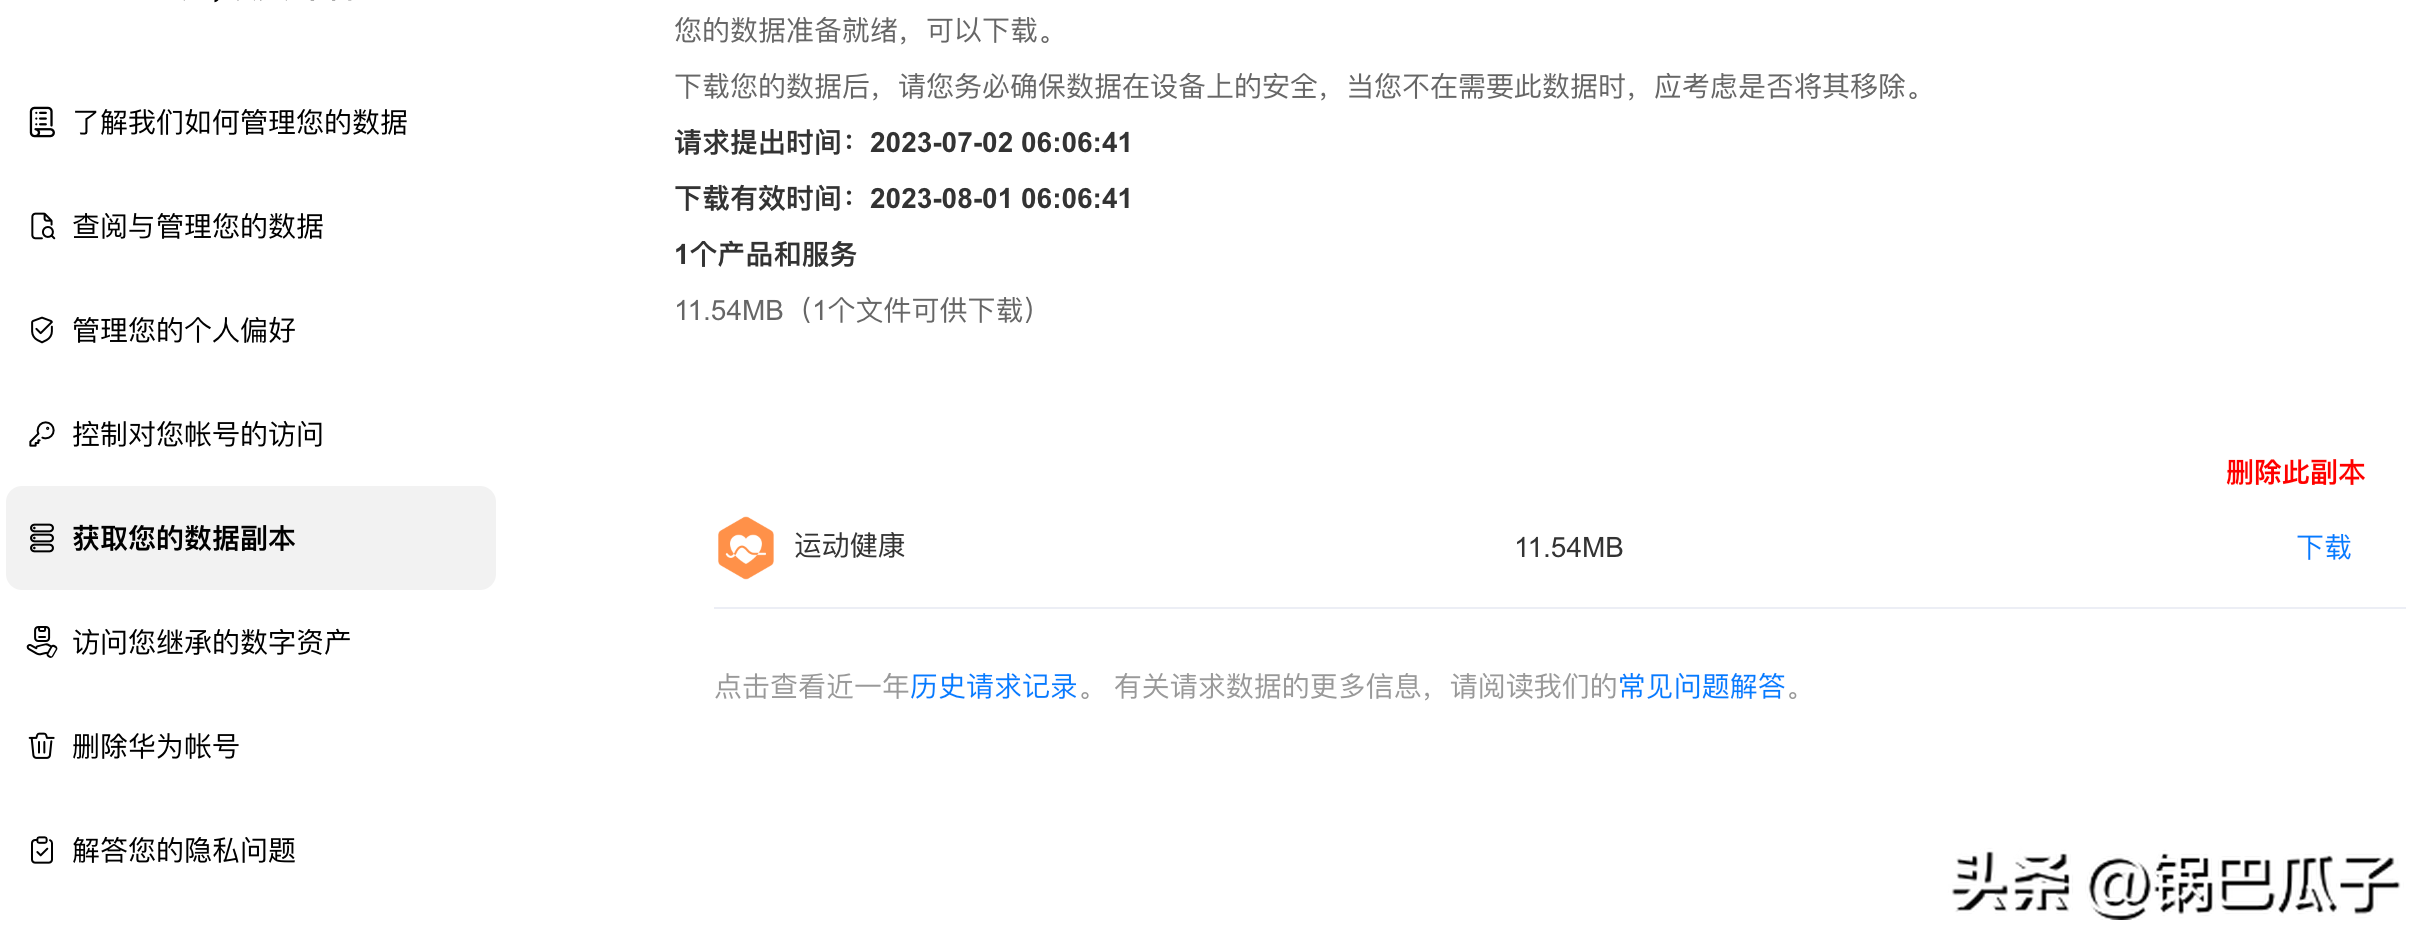 您的数据准备就绪，可以下载。
下载您的数据后，请您务必确保数据在设备上的安全，当您不在需要此数据时，应考虑是否将其移除。
请求提出时间：2023-07-02 06:06:41
下载有效时间：2023-08-01 06:06:41
1个产品和服务
11.54MB（1个文件可供下载）
了解我们如何管理您的数据
查阅与管理您的数据
管理您的个人偏好
控制对您帐号的访问
获取您的数据副本
访问您继承的数字资产
删除华为帐号
解答您的隐私问题
删除此副本
运动健康 11.54MB 下载
点击查看近一年历史请求记录。 有关请求数据的更多信息，请阅读我们的常见问题解答。
头条 @锅巴瓜子